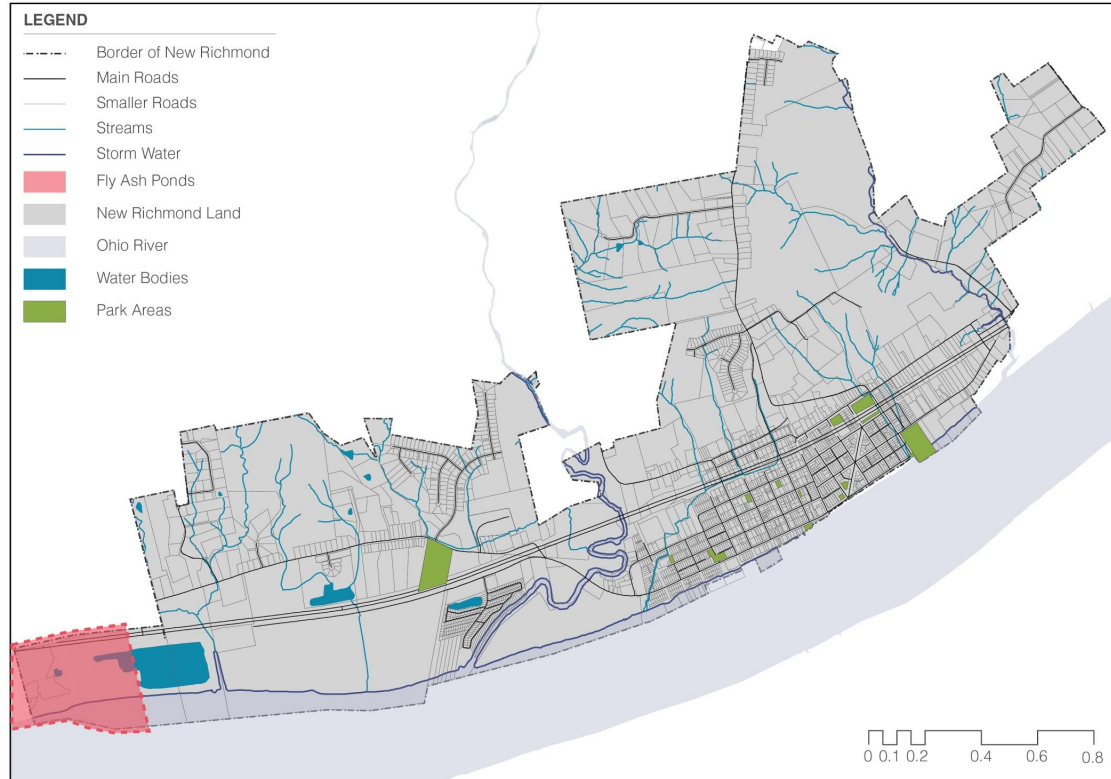 LEGEND
Border of New Richmond
Main Roads
Smaller Roads
Streams
Storm Water
Fly Ash Ponds
New Richmond Land
Ohio River
Water Bodies
Park Areas
0 0.1 0.2 0.4 0.6 0.8